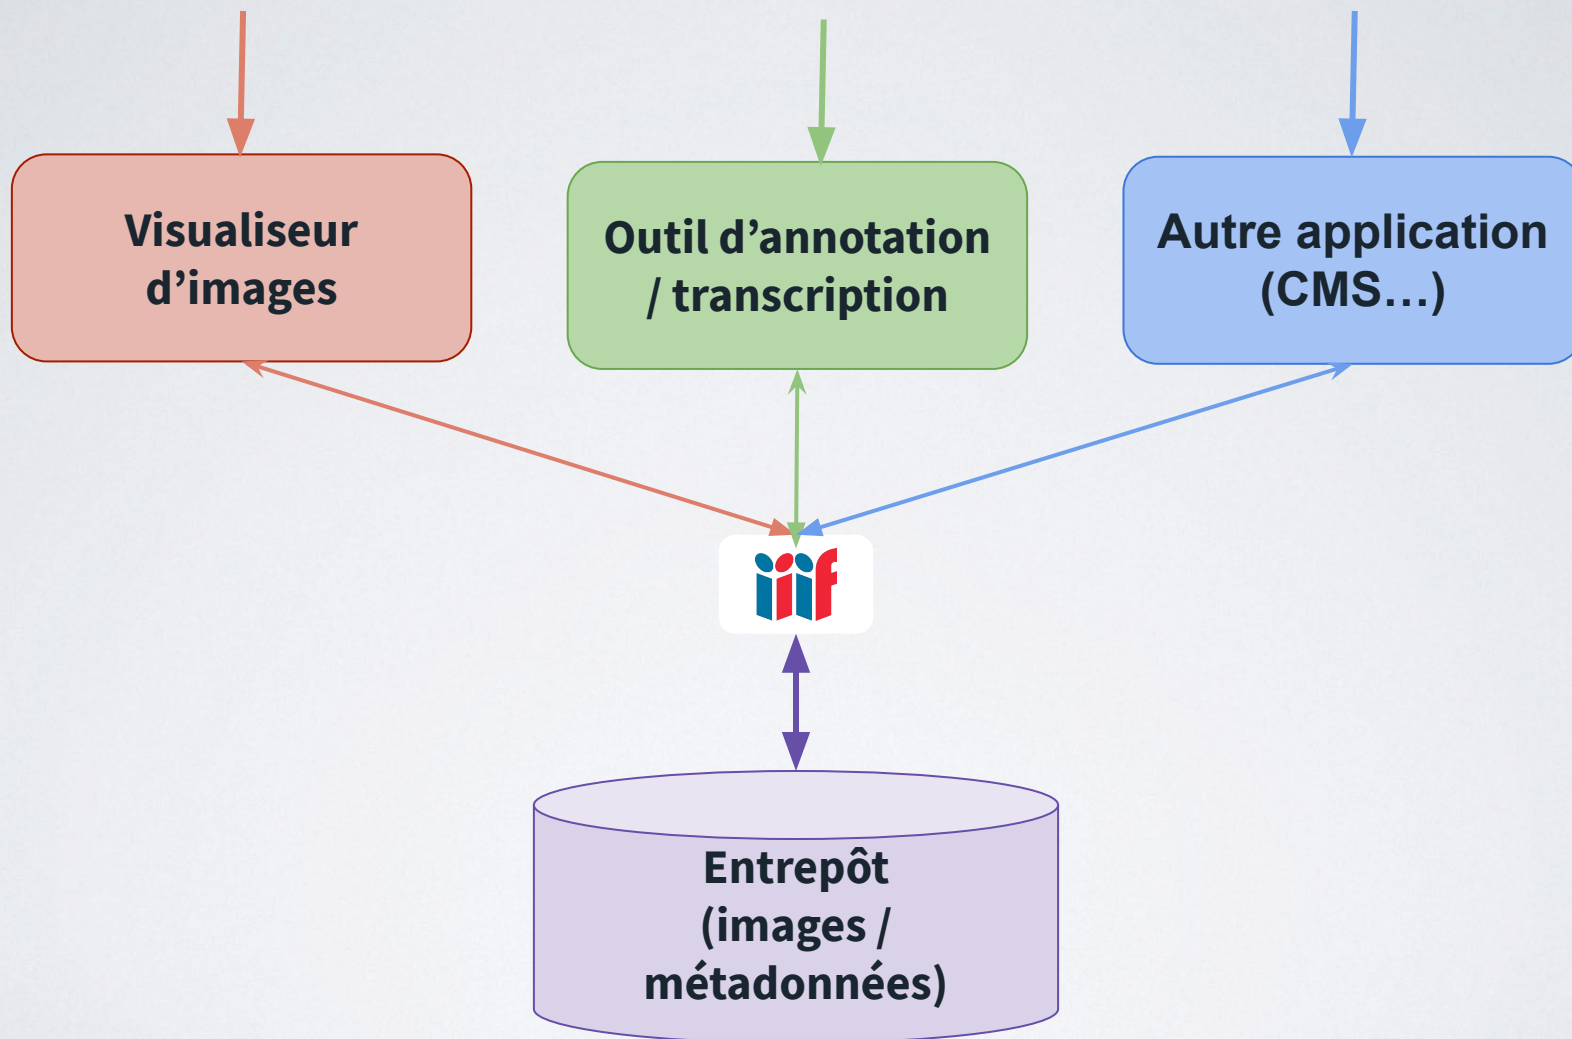 Visualiseur
d’images
Outil d’annotation
/ transcription
Autre application
(CMS…)
iiif
Entrepôt
(images /
métadonnées)